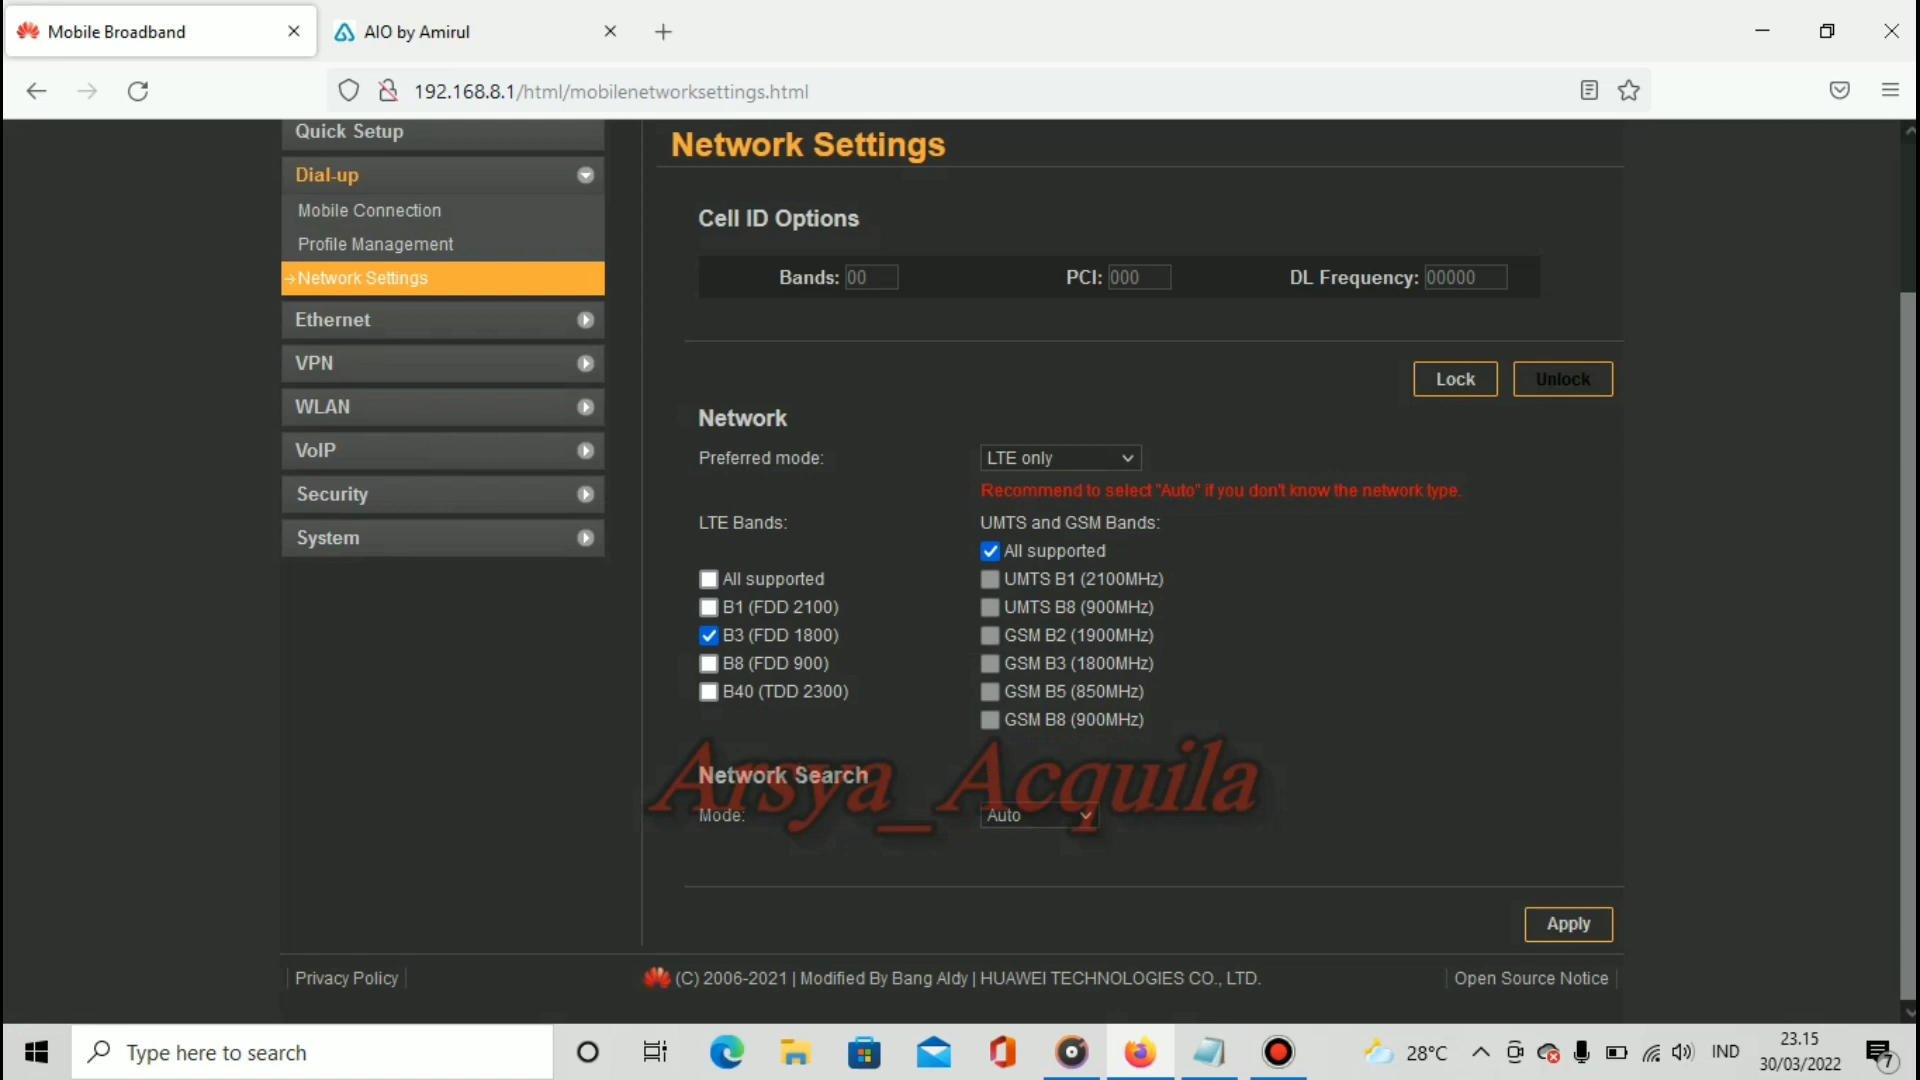 Mobile Broadband
AIO by Amirul
192.168.8.1/html/mobilenetworksettings.html
Quick Setup
Dial-up
Mobile Connection
Profile Management
Network Settings
Ethernet
VPN
WLAN
VoIP
Security
System
Network Settings
Cell ID Options
Bands: 00 PCI: 000 DL Frequency: 00000
Lock Unlock
Network
Preferred mode: LTE only
Recommend to select "Auto" if you don't know the network type.
LTE Bands: UMTS and GSM Bands:
All supported
All supported UMTS B1 (2100MHz)
B1 (FDD 2100) UMTS B8 (900MHz)
B3 (FDD 1800) GSM B2 (1900MHz)
B8 (FDD 900) GSM B3 (1800MHz)
B40 (TDD 2300) GSM B5 (850MHz)
GSM B8 (900MHz)
Arsya_Acquila
Network Search
Mode: Auto
Apply
Privacy Policy (C) 2006-2021 | Modified By Bang Aldy | HUAWEI TECHNOLOGIES CO., LTD. Open Source Notice
Type here to search
28°C
IND
23.15
30/03/2022
7